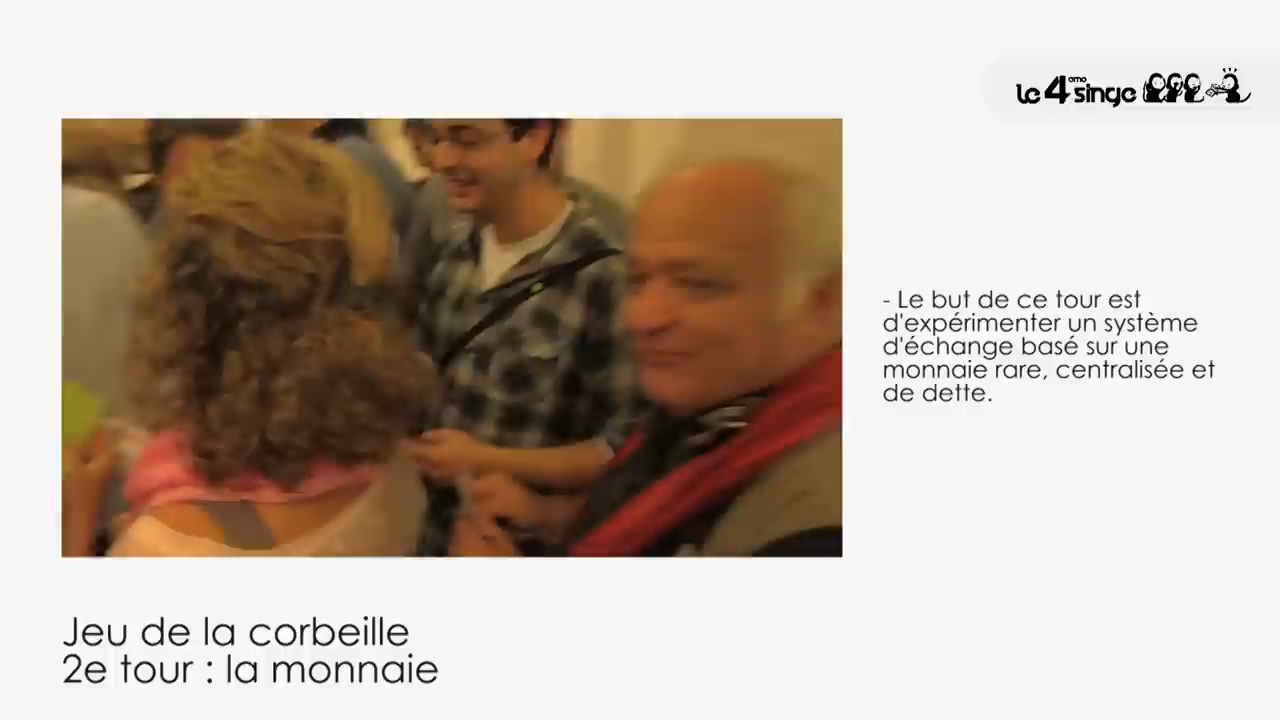 le 4ème singe
- Le but de ce tour est
d'expérimenter un système
d'échange basé sur une
monnaie rare, centralisée et
de dette.
Jeu de la corbeille
2e tour : la monnaie